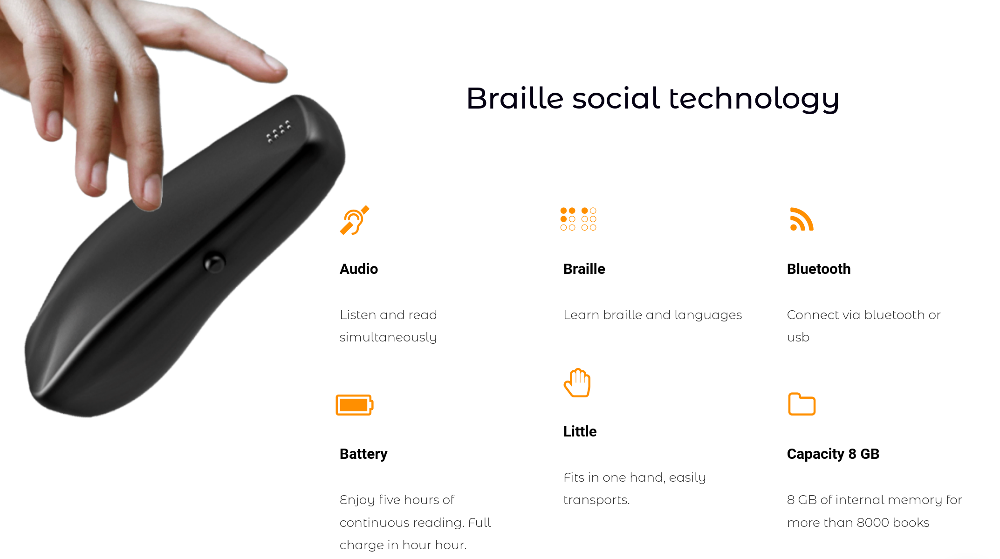 Braille social technology
Audio
Listen and read
simultaneously
Braille
Learn braille and languages
Bluetooth
Connect via bluetooth or
usb
Battery
Enjoy five hours of
continuous reading. Full
charge in hour hour.
Little
Fits in one hand, easily
transports.
Capacity 8 GB
8 GB of internal memory for
more than 8000 books